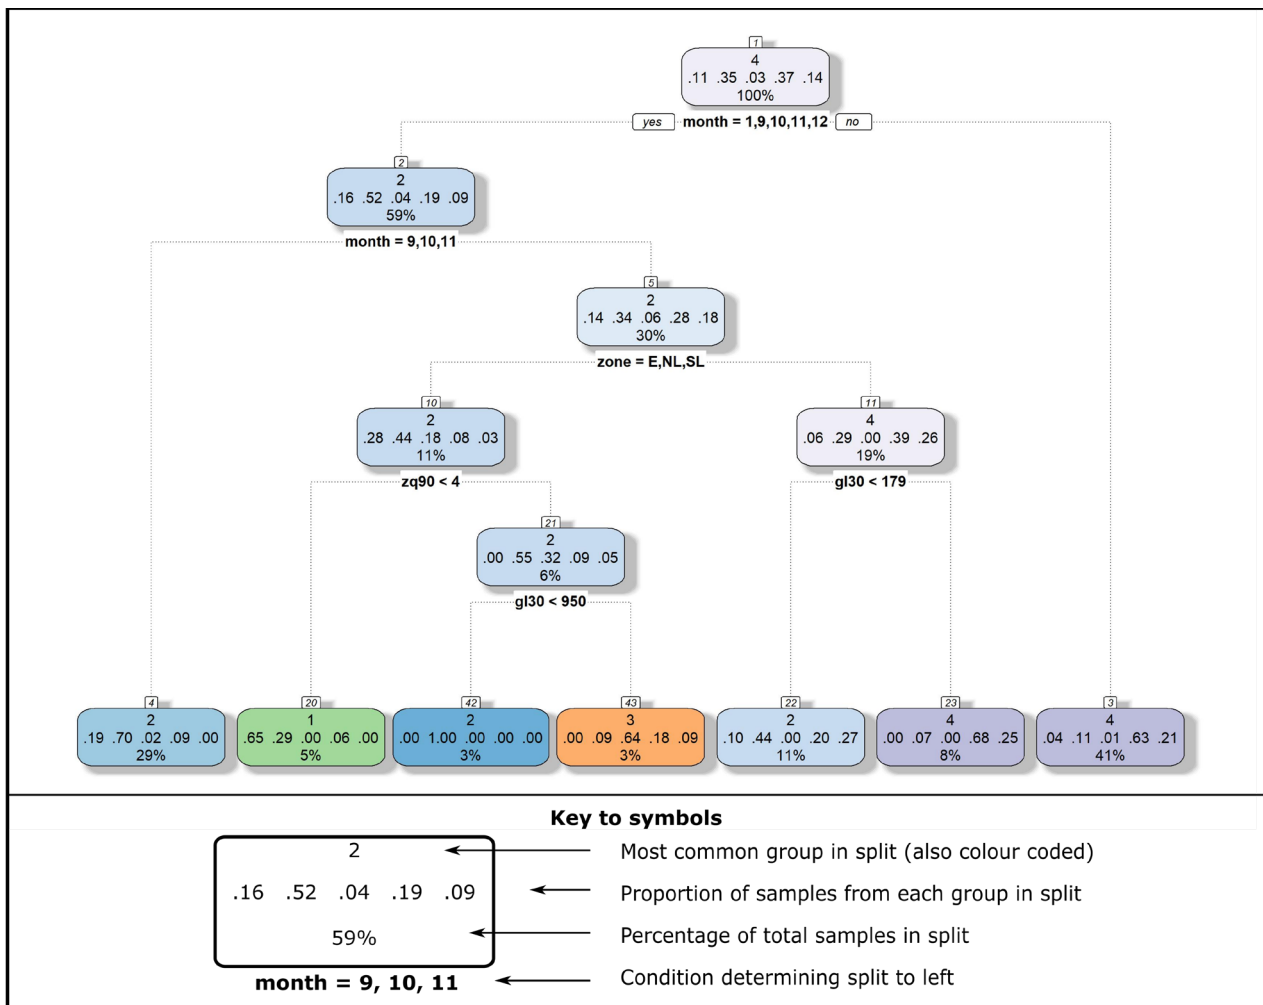 1
4
.11 .35 .03 .37 .14
100%
yes month = 1,9,10,11,12 no
2
2
.16 .52 .04 .19 .09
59%
month = 9,10,11
5
2
.14 .34 .06 .28 .18
30%
zone = E,NL,SL
10
2
.28 .44 .18 .08 .03
11%
zq90 < 4
11
4
.06 .29 .00 .39 .26
19%
gl30 < 179
21
2
.00 .55 .32 .09 .05
6%
gl30 < 950
4
2
.19 .70 .02 .09 .00
29%
20
1
.65 .29 .00 .06 .00
5%
42
2
.00 1.00 .00 .00 .00
3%
43
3
.00 .09 .64 .18 .09
3%
22
2
.10 .44 .00 .20 .27
11%
23
4
.00 .07 .00 .68 .25
8%
3
4
.04 .11 .01 .63 .21
41%
Key to symbols
2
Most common group in split (also colour coded)
.16 .52 .04 .19 .09
Proportion of samples from each group in split
59%
Percentage of total samples in split
month = 9, 10, 11
Condition determining split to left